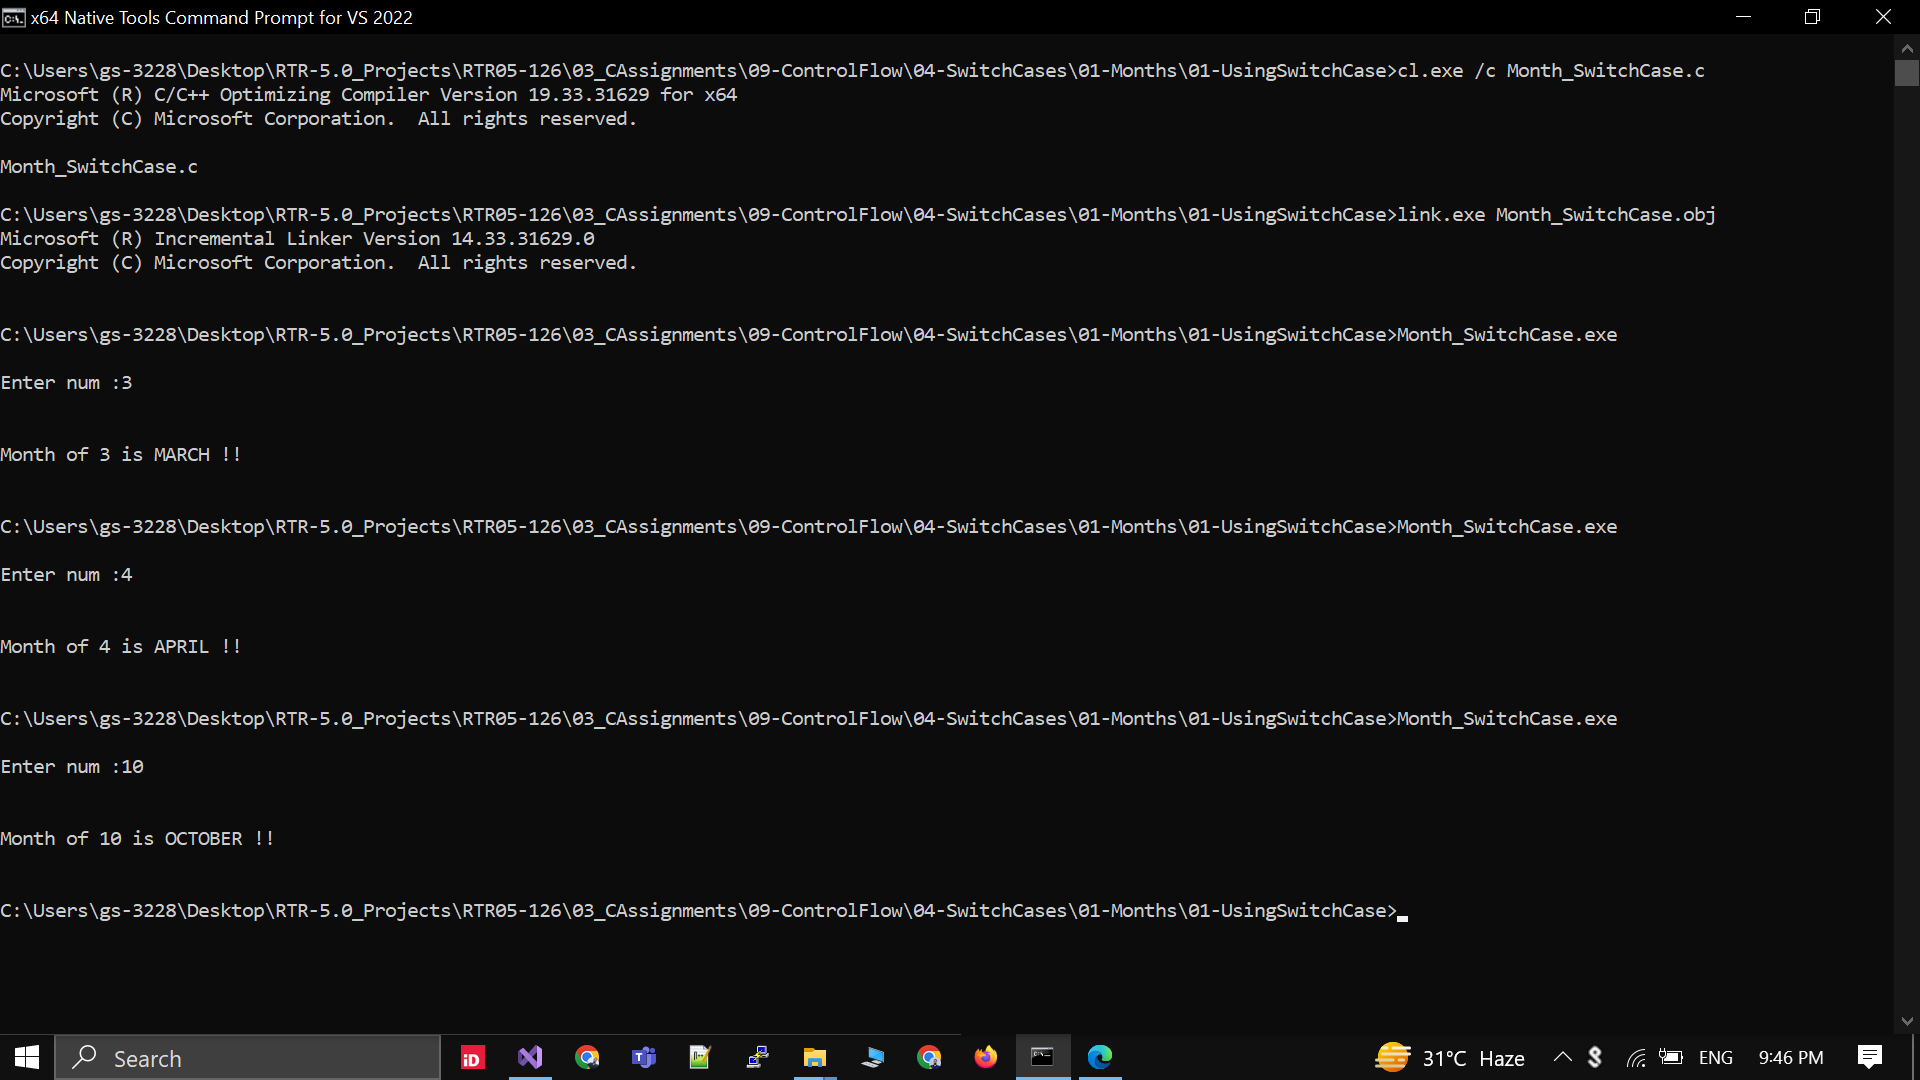 x64 Native Tools Command Prompt for VS 2022
C:\Users\gs-3228\Desktop\RTR-5.0_Projects\RTR05-126\03_CAssignments\09-ControlFlow\04-SwitchCases\01-Months\01-UsingSwitchCase>cl.exe /c Month_SwitchCase.c
Microsoft (R) C/C++ Optimizing Compiler Version 19.33.31629 for x64
Copyright (C) Microsoft Corporation.  All rights reserved.
Month_SwitchCase.c
C:\Users\gs-3228\Desktop\RTR-5.0_Projects\RTR05-126\03_CAssignments\09-ControlFlow\04-SwitchCases\01-Months\01-UsingSwitchCase>link.exe Month_SwitchCase.obj
Microsoft (R) Incremental Linker Version 14.33.31629.0
Copyright (C) Microsoft Corporation.  All rights reserved.
C:\Users\gs-3228\Desktop\RTR-5.0_Projects\RTR05-126\03_CAssignments\09-ControlFlow\04-SwitchCases\01-Months\01-UsingSwitchCase>Month_SwitchCase.exe
Enter num :3
Month of 3 is MARCH !!
C:\Users\gs-3228\Desktop\RTR-5.0_Projects\RTR05-126\03_CAssignments\09-ControlFlow\04-SwitchCases\01-Months\01-UsingSwitchCase>Month_SwitchCase.exe
Enter num :4
Month of 4 is APRIL !!
C:\Users\gs-3228\Desktop\RTR-5.0_Projects\RTR05-126\03_CAssignments\09-ControlFlow\04-SwitchCases\01-Months\01-UsingSwitchCase>Month_SwitchCase.exe
Enter num :10
Month of 10 is OCTOBER !!
C:\Users\gs-3228\Desktop\RTR-5.0_Projects\RTR05-126\03_CAssignments\09-ControlFlow\04-SwitchCases\01-Months\01-UsingSwitchCase>
Search
iD
31°C Haze
ENG
9:46 PM